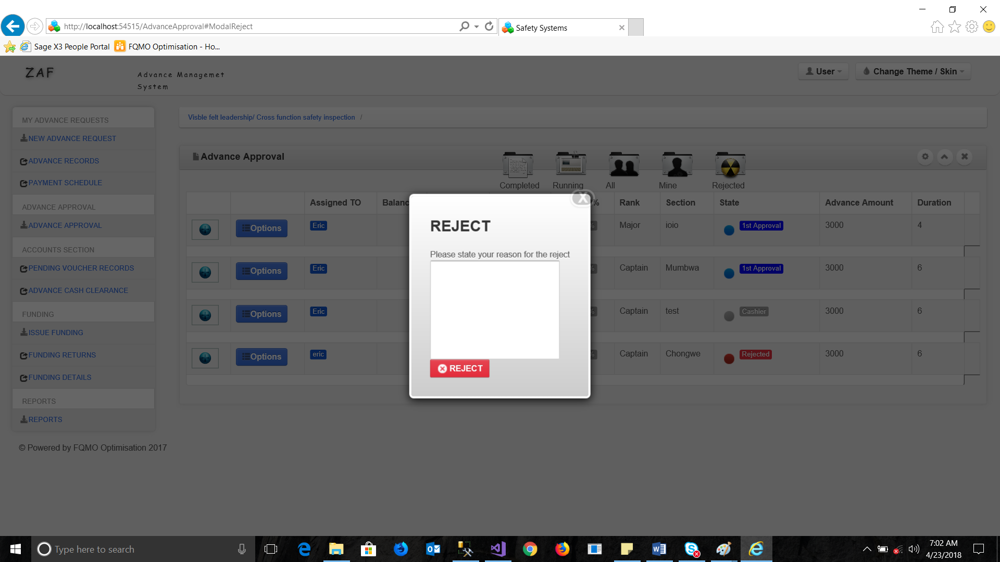 http://localhost:54515/AdvanceApproval#ModalReject
Safety Systems
Sage X3 People Portal
FQMO Optimisation - Ho...
ZAF
Advance Managemet
System
User
Change Theme / Skin
MY ADVANCE REQUESTS
NEW ADVANCE REQUEST
ADVANCE RECORDS
PAYMENT SCHEDULE
ADVANCE APPROVAL
ADVANCE APPROVAL
ACCOUNTS SECTION
PENDING VOUCHER RECORDS
ADVANCE CASH CLEARANCE
FUNDING
ISSUE FUNDING
FUNDING RETURNS
FUNDING DETAILS
REPORTS
REPORTS
© Powered by FQMO Optimisation 2017
Visble felt leadership/ Cross function safety inspection /
Advance Approval
Completed Running All Mine Rejected
Assigned TO Balanc % Rank Section State Advance Amount Duration
Options Eric % Major ioio 1st Approval 3000 4
Options Eric % Captain Mumbwa 1st Approval 3000 6
Options Eric % Captain test Cashier 3000 6
Options eric % Captain Chongwe Rejected 3000 6
X
REJECT
Please state your reason for the reject
REJECT
Type here to search
7:02 AM
4/23/2018